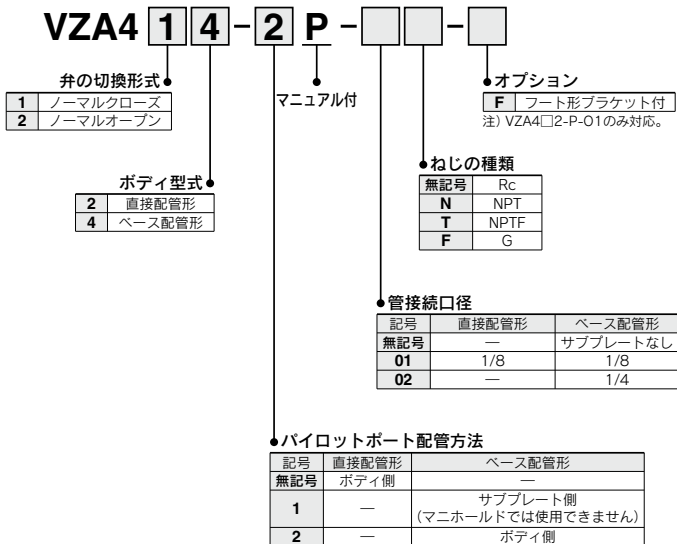 VZA4 1 4 - 2 P - □ □ - □
弁の切換形式
1 ノーマルクローズ
2 ノーマルオープン
マニュアル付
オプション
F フート形ブラケット付
注) VZA4□2-P-01のみ対応。
ボディ型式
2 直接配管形
4 ベース配管形
ねじの種類
無記号 Rc
N NPT
T NPTF
F G
管接続口径
記号 直接配管形 ベース配管形
無記号 — サブプレートなし
01 1/8 1/8
02 — 1/4
パイロットポート配管方法
記号 直接配管形 ベース配管形
無記号 ボディ側 —
1 — サブプレート側
(マニホールドでは使用できません)
2 — ボディ側